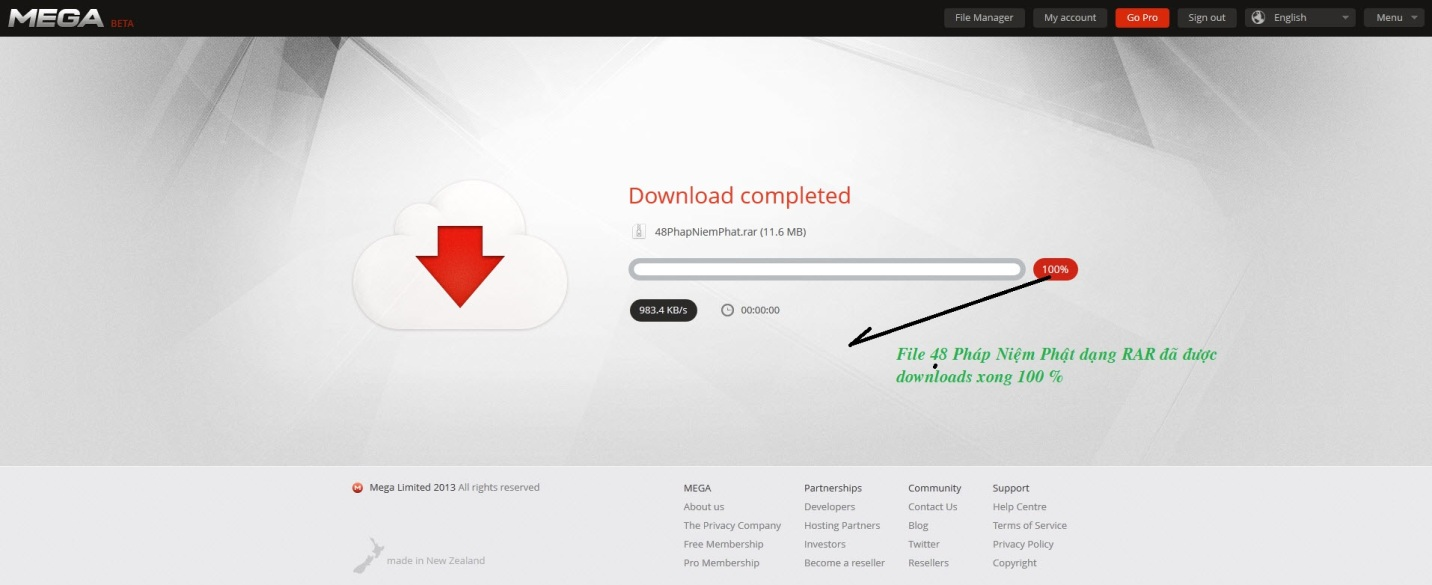 MEGA BETA
File Manager My account Go Pro Sign out English Menu
Download completed
48PhapNiemPhat.rar (11.6 MB)
100%
983.4 KB/s 00:00:00
File 48 Pháp Niệm Phật dạng RAR đã được
downloads xong 100 %
Mega Limited 2013 All rights reserved
made in New Zealand
MEGA
About us
The Privacy Company
Free Membership
Pro Membership
Partnerships
Developers
Hosting Partners
Investors
Become a reseller
Community
Contact Us
Blog
Twitter
Resellers
Support
Help Centre
Terms of Service
Privacy Policy
Copyright